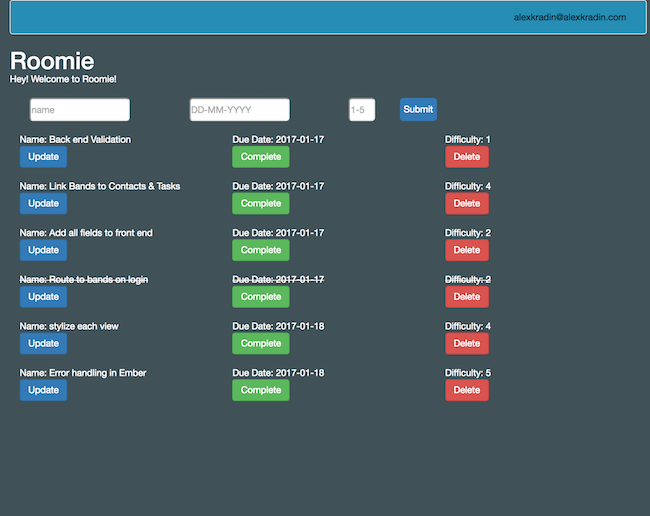 alexkradin@alexkradin.com
Roomie
Hey! Welcome to Roomie!
name DD-MM-YYYY 1-5 Submit
Name: Back end Validation Due Date: 2017-01-17 Difficulty: 1
Update Complete Delete
Name: Link Bands to Contacts & Tasks Due Date: 2017-01-17 Difficulty: 4
Update Complete Delete
Name: Add all fields to front end Due Date: 2017-01-17 Difficulty: 2
Update Complete Delete
Name: Route to bands on login Due Date: 2017-01-17 Difficulty: 2
Update Complete Delete
Name: stylize each view Due Date: 2017-01-18 Difficulty: 4
Update Complete Delete
Name: Error handling in Ember Due Date: 2017-01-18 Difficulty: 5
Update Complete Delete